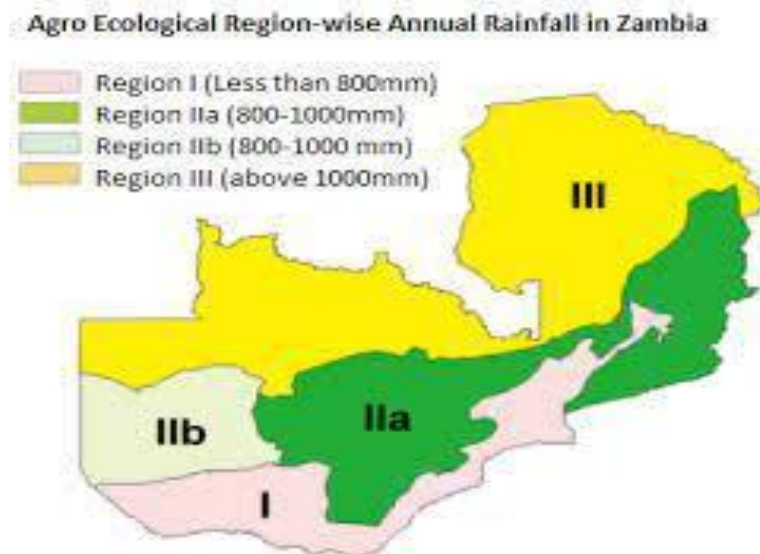 Agro Ecological Region-wise Annual Rainfall in Zambia
Region I (Less than 800mm)
Region IIa (800-1000mm)
Region IIb (800-1000 mm)
Region III (above 1000mm)
III
IIb
IIa
I